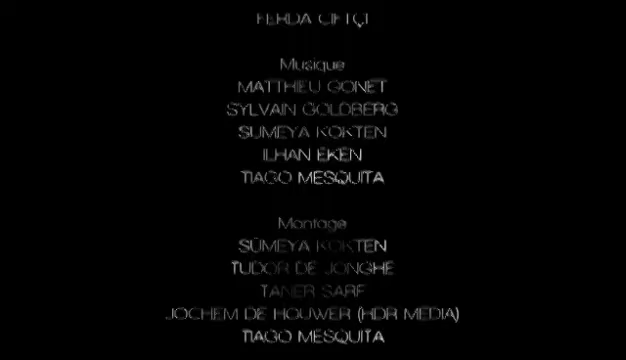 FERDA ÇIFTÇI
Musique
MATTHIEU GONET
SYLVAIN GOLDBERG
SUMEYA KOKTEN
ILHAN EKEN
TIAGO MESQUITA
Montage
SÜMEYA KOKTEN
TUDOR DE JONGHE
TANER SARF
JOCHEM DE HOUWER (HDR MEDIA)
TIAGO MESQUITA